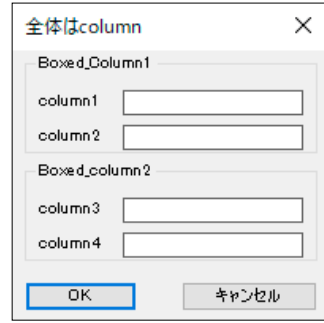 全体はcolumn
Boxed_Column1
column1
column2
Boxed_column2
column3
column4
OK キャンセル